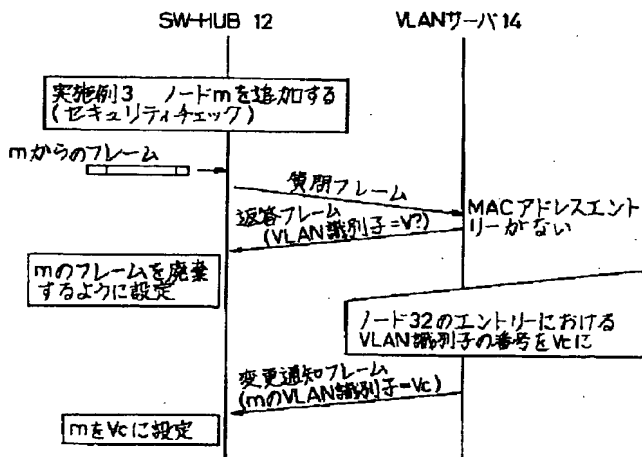 SW-HUB 12
VLANサーバ14
実施例3 ノードmを追加する
(セキュリティチェック)
mからのフレーム
質問フレーム
返答フレーム
(VLAN識別子=V?)
MACアドレスエント
リーがない
mのフレームを廃棄
するように設定
ノード32のエントリーにおける
VLAN識別子の番号をVcに
変更通知フレーム
(mのVLAN識別子=Vc)
mをVcに設定